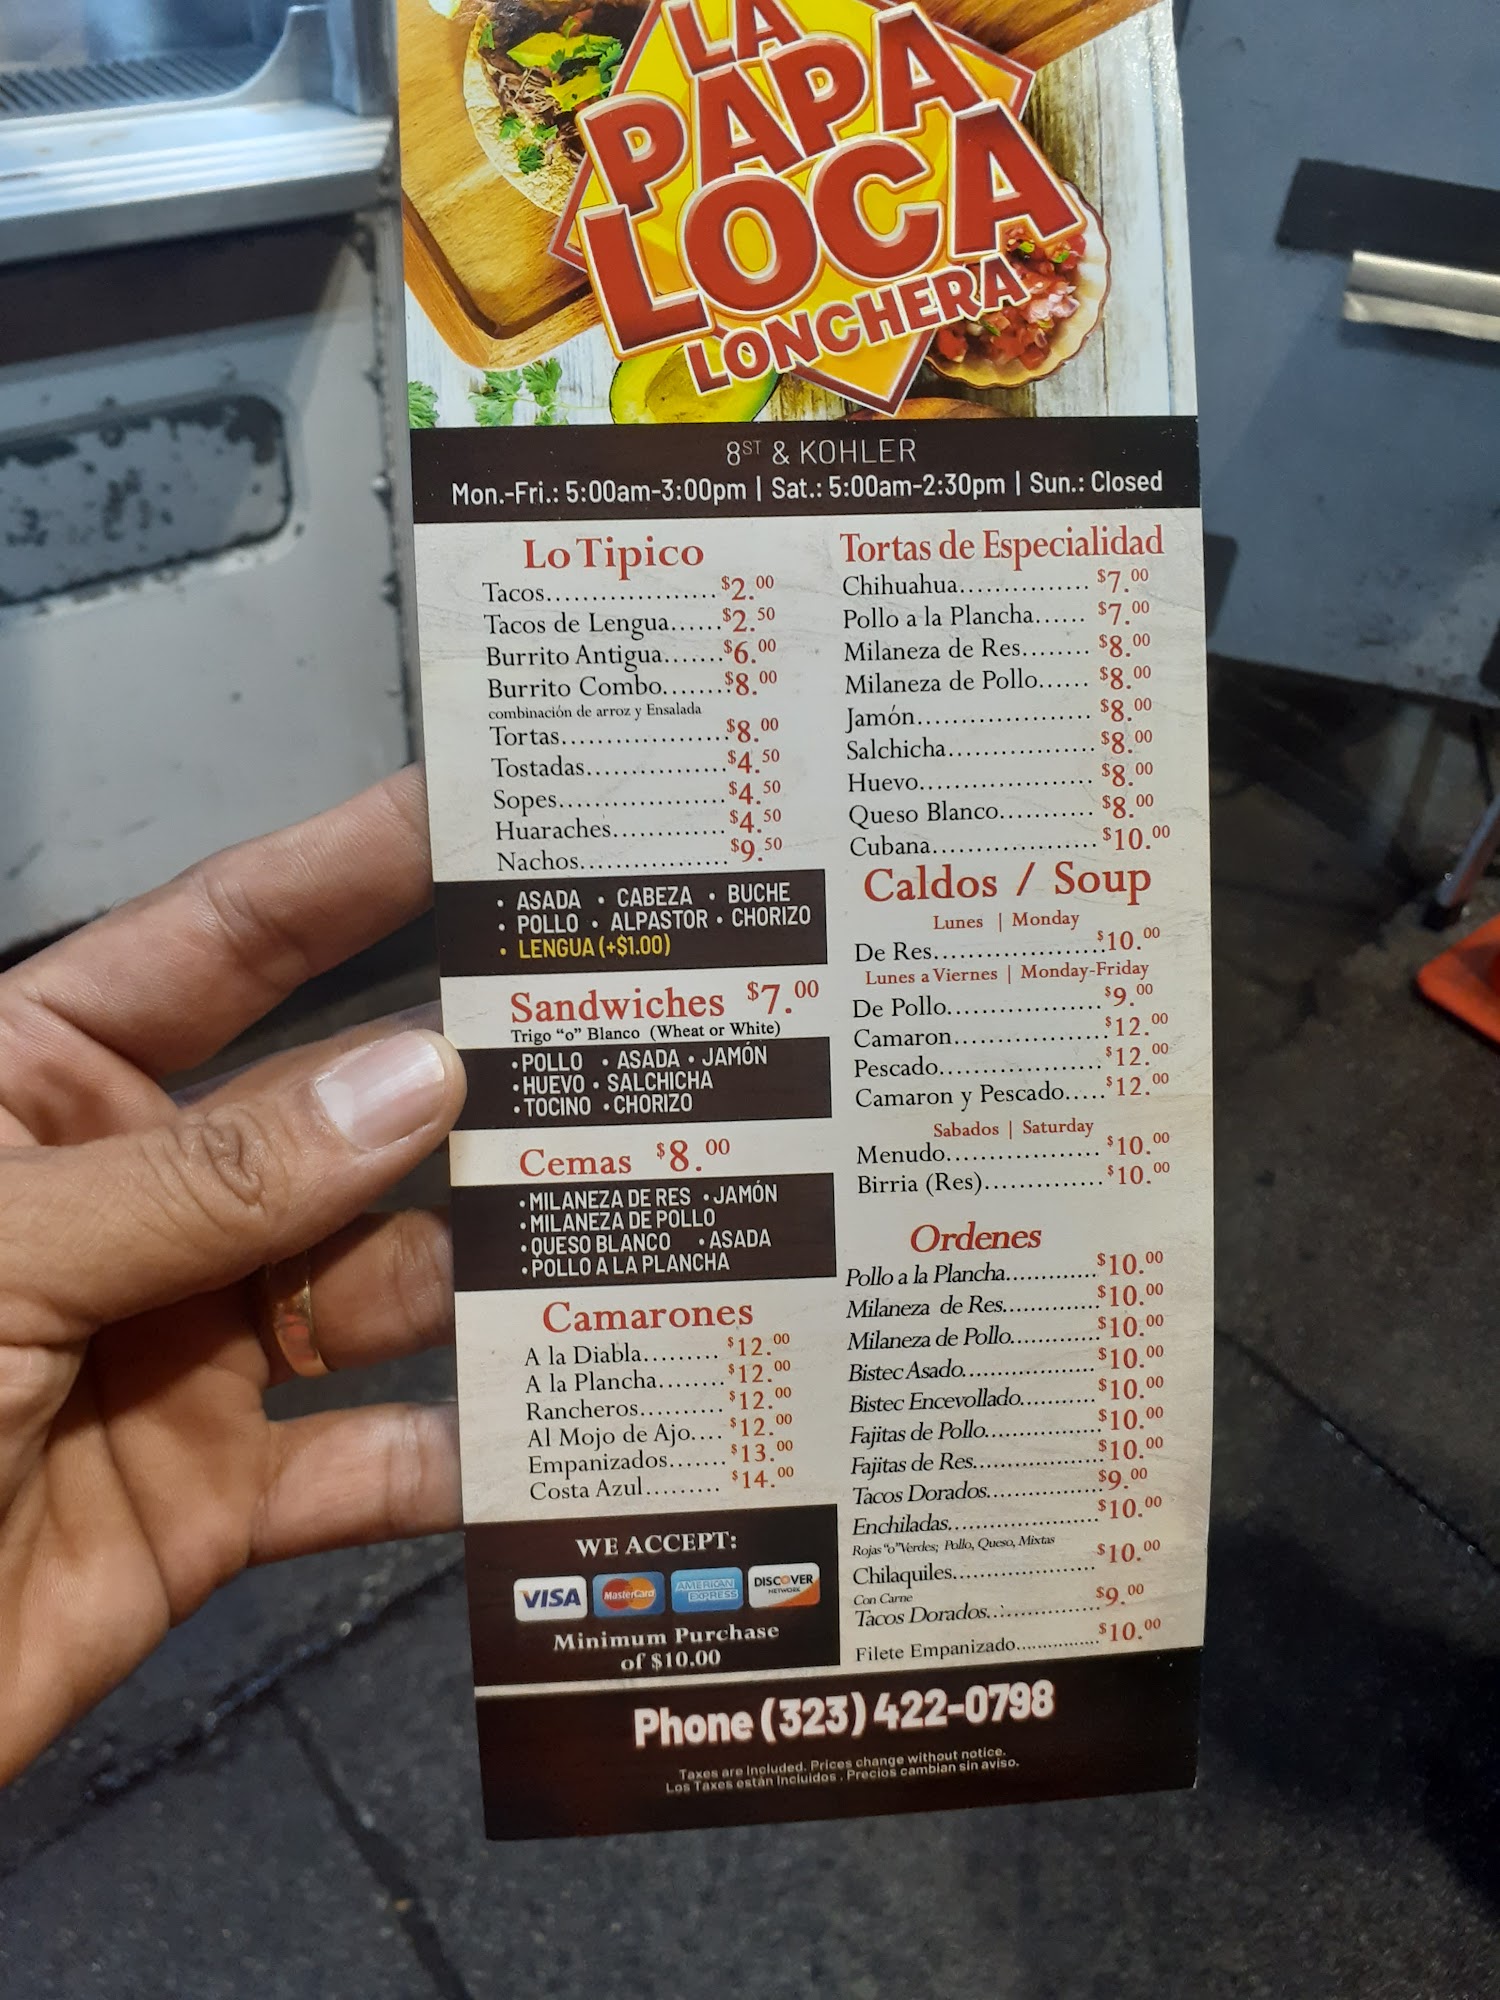 LA
PAPA
LOCA
LONCHERA
8ST & KOHLER
Mon.-Fri.: 5:00am-3:00pm | Sat.: 5:00am-2:30pm | Sun.: Closed
Lo Tipico
Tacos................... $2.00
Tacos de Lengua...... $2.50
Burrito Antigua....... $6.00
Burrito Combo....... $8.00
combinación de arroz y Ensalada
Tortas.................. $8.00
Tostadas............... $4.50
Sopes.................. $4.50
Huaraches............. $4.50
Nachos................. $9.50
• ASADA • CABEZA • BUCHE
• POLLO • ALPASTOR • CHORIZO
• LENGUA (+$1.00)
Sandwiches $7.00
Trigo "o" Blanco (Wheat or White)
• POLLO • ASADA • JAMÓN
• HUEVO • SALCHICHA
• TOCINO • CHORIZO
Cemas $8.00
• MILANEZA DE RES • JAMÓN
• MILANEZA DE POLLO
• QUESO BLANCO • ASADA
• POLLO A LA PLANCHA
Camarones
A la Diabla......... $12.00
A la Plancha........ $12.00
Rancheros.......... $12.00
Al Mojo de Ajo.... $12.00
Empanizados....... $13.00
Costa Azul......... $14.00
WE ACCEPT:
VISA MasterCard AMERICAN EXPRESS DISCOVER NETWORK
Minimum Purchase
of $10.00
Tortas de Especialidad
Chihuahua............... $7.00
Pollo a la Plancha...... $7.00
Milaneza de Res........ $8.00
Milaneza de Pollo...... $8.00
Jamón.................... $8.00
Salchicha................. $8.00
Huevo.................... $8.00
Queso Blanco........... $8.00
Cubana................... $10.00
Caldos / Soup
Lunes | Monday
De Res.................... $10.00
Lunes a Viernes | Monday-Friday
De Pollo.................. $9.00
Camaron.................. $12.00
Pescado................... $12.00
Camaron y Pescado..... $12.00
Sabados | Saturday
Menudo.................. $10.00
Birria (Res).............. $10.00
Ordenes
Pollo a la Plancha............. $10.00
Milaneza de Res.............. $10.00
Milaneza de Pollo............. $10.00
Bistec Asado.................... $10.00
Bistec Encevollado........... $10.00
Fajitas de Pollo................. $10.00
Fajitas de Res................... $10.00
Tacos Dorados................. $9.00
Enchiladas....................... $10.00
Rojas "o" Verdes; Pollo, Queso, Mixtas
Chilaquiles...................... $10.00
Con Carne
Tacos Dorados................. $9.00
Filete Empanizado................ $10.00
Phone (323) 422-0798
Taxes are Included. Prices change without notice.
Los Taxes están Incluidos . Precios cambian sin aviso.